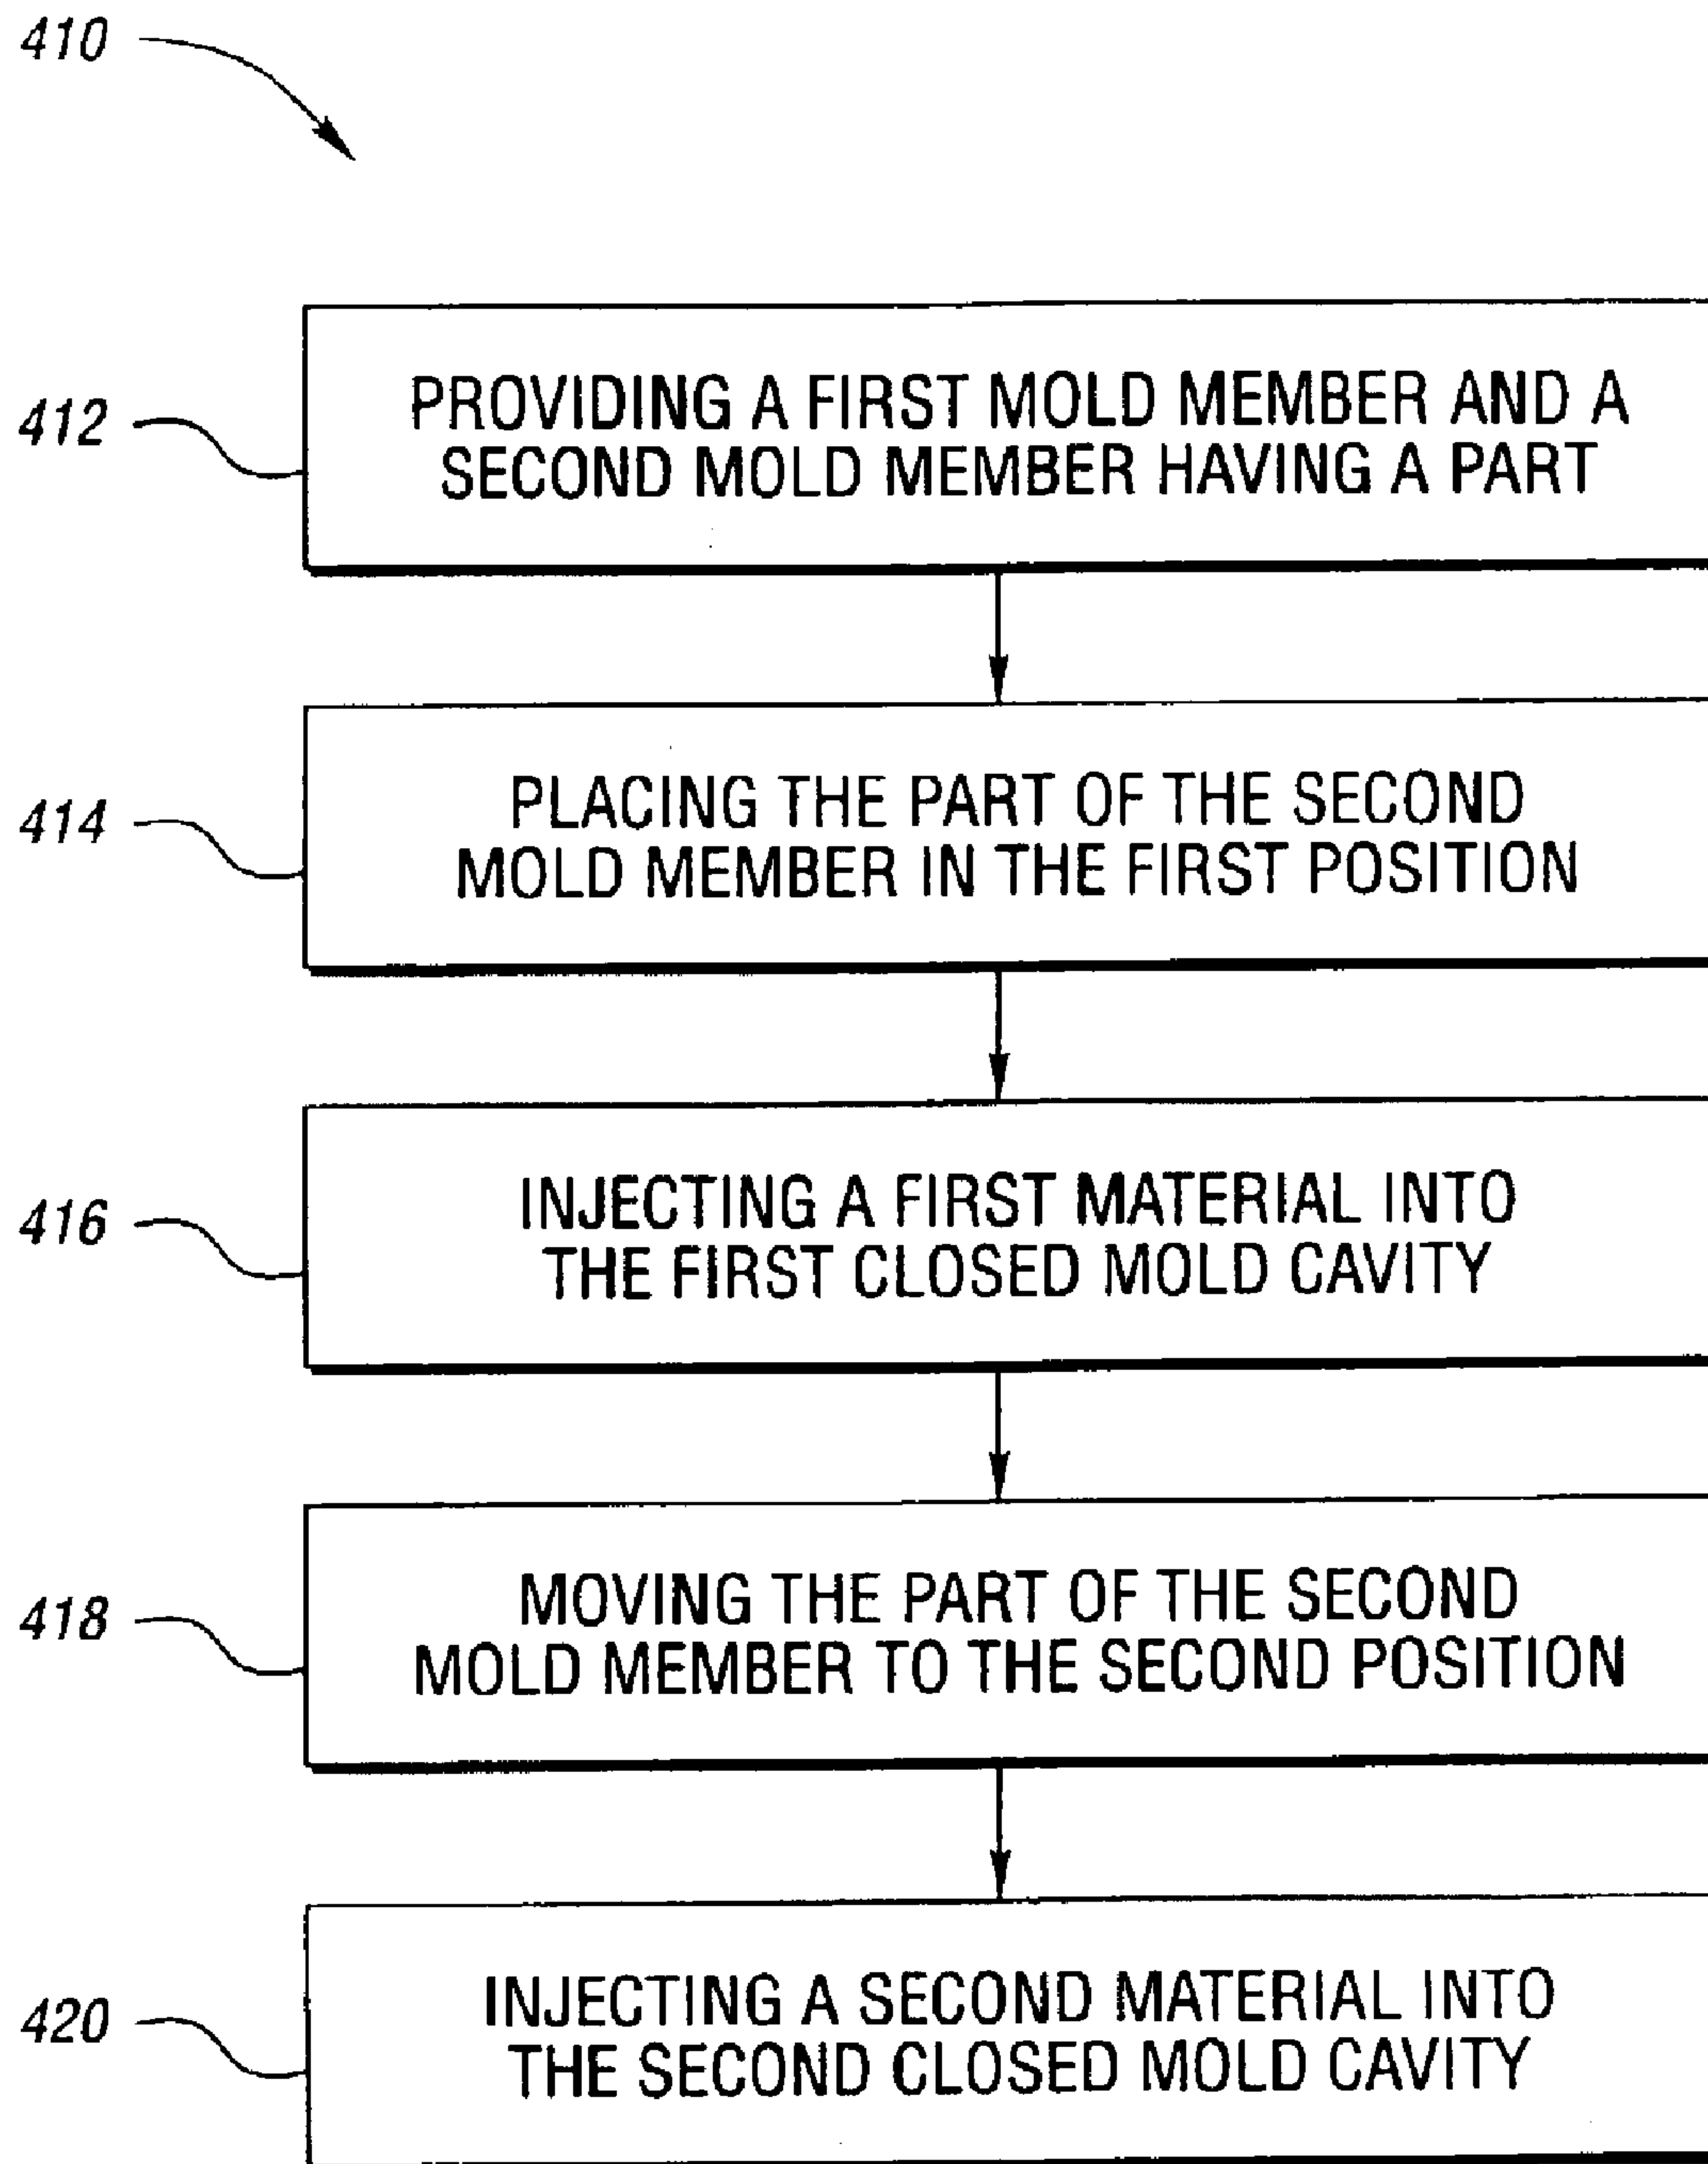 410
412
PROVIDING A FIRST MOLD MEMBER AND A
SECOND MOLD MEMBER HAVING A PART
414
PLACING THE PART OF THE SECOND
MOLD MEMBER IN THE FIRST POSITION
416
INJECTING A FIRST MATERIAL INTO
THE FIRST CLOSED MOLD CAVITY
418
MOVING THE PART OF THE SECOND
MOLD MEMBER TO THE SECOND POSITION
420
INJECTING A SECOND MATERIAL INTO
THE SECOND CLOSED MOLD CAVITY